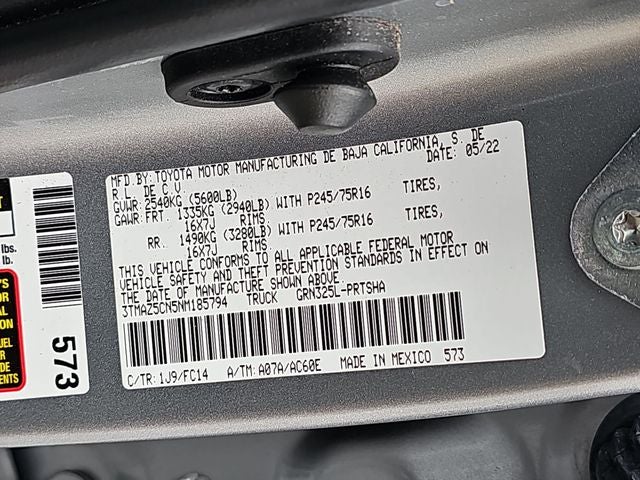 MFD.BY:TOYOTA MOTOR MANUFACTURING DE BAJA CALIFORNIA, S. DE
R.L. DE C.V. DATE: 05/22
GVWR: 2540KG (5600LB)
GAWR: FRT. 1335KG (2940LB) WITH P245/75R16 TIRES,
16X7J RIMS
RR. 1490KG (3280LB) WITH P245/75R16 TIRES,
16X7J RIMS
THIS VEHICLE CONFORMS TO ALL APPLICABLE FEDERAL MOTOR
VEHICLE SAFETY AND THEFT PREVENTION STANDARDS IN EFFECT ON
THE DATE OF MANUFACTURE SHOWN ABOVE.
3TMAZ5CN5NM185794 TRUCK GRN325L-PRTSHA
C/TR: 1J9/FC14 A/TM: A07A/AC60E MADE IN MEXICO 573
lbs.
lb.
573